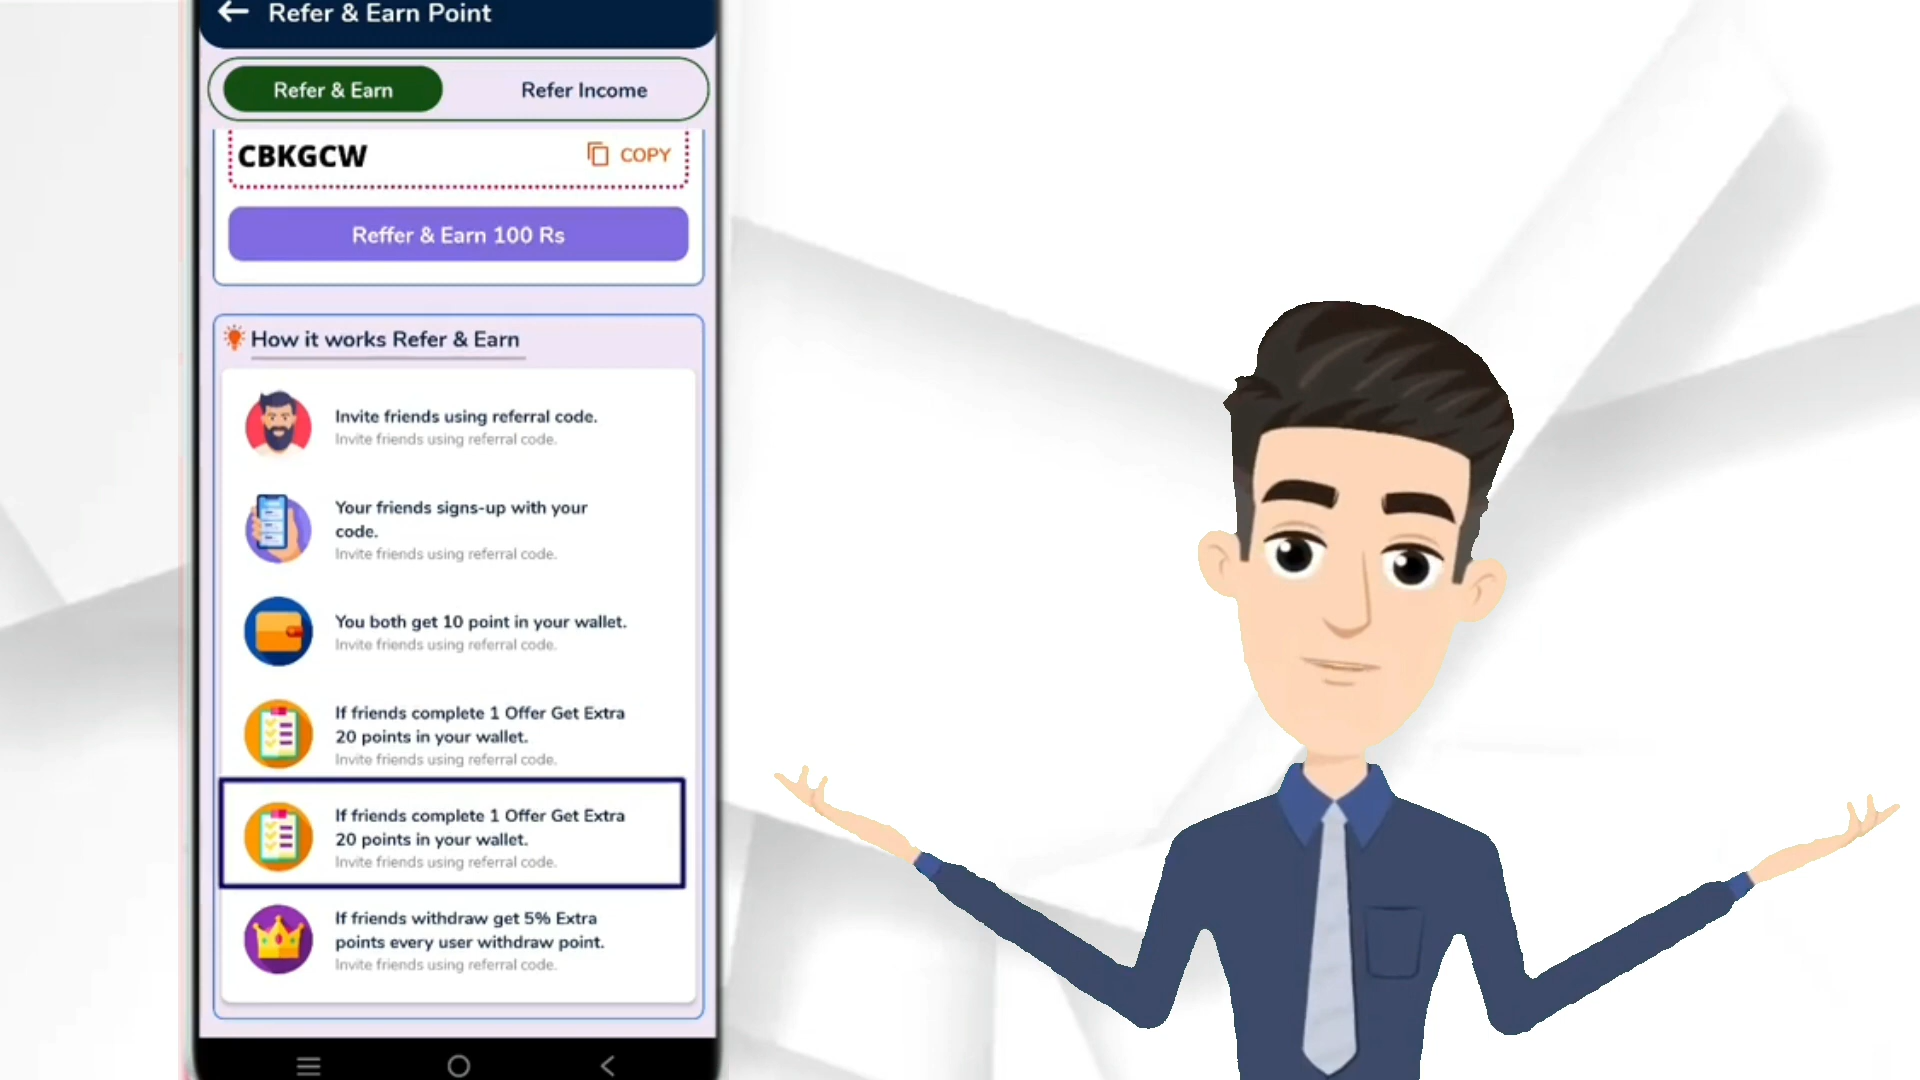 Refer & Earn Point
Refer & Earn
Refer Income
CBKGCW
COPY
Reffer & Earn 100 Rs
How it works Refer & Earn
Invite friends using referral code.
Invite friends using referral code.
Your friends signs-up with your
code.
Invite friends using referral code.
You both get 10 point in your wallet.
Invite friends using referral code.
If friends complete 1 Offer Get Extra
20 points in your wallet.
Invite friends using referral code.
If friends complete 1 Offer Get Extra
20 points in your wallet.
Invite friends using referral code.
If friends withdraw get 5% Extra
points every user withdraw point.
Invite friends using referral code.